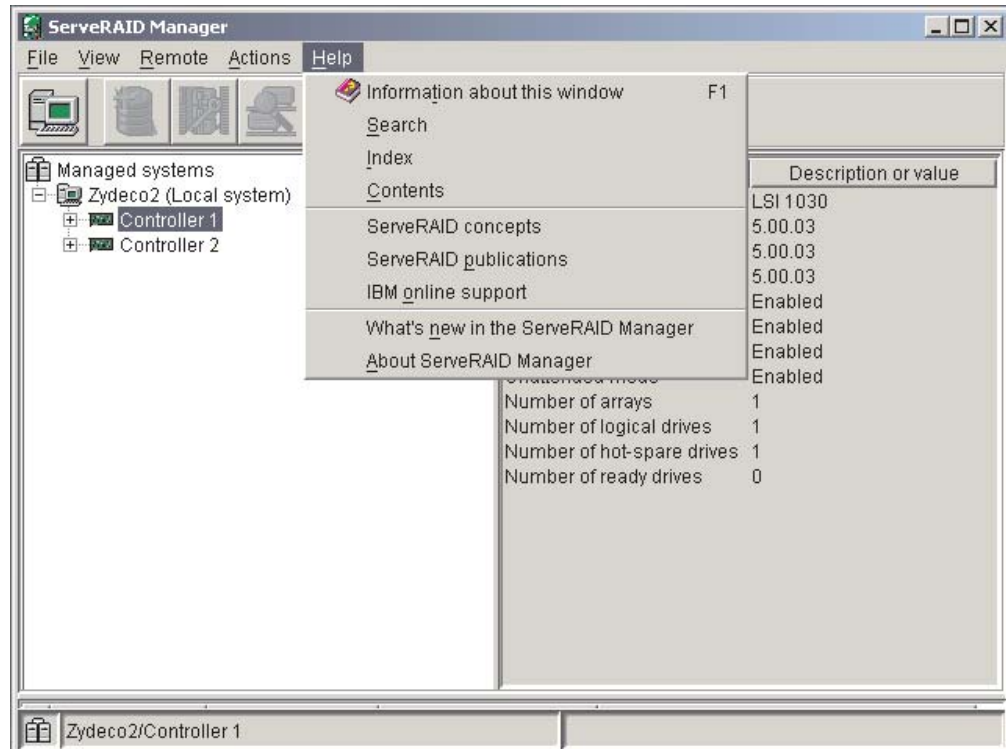 ServeRAID Manager
File View Remote Actions Help
Information about this window F1
Search
Index
Contents
ServeRAID concepts
ServeRAID publications
IBM online support
What's new in the ServeRAID Manager
About ServeRAID Manager
Managed systems
Zydeco2 (Local system)
Controller 1
Controller 2
Description or value
LSI 1030
5.00.03
5.00.03
5.00.03
Enabled
Enabled
Enabled
Enabled
Number of arrays 1
Number of logical drives 1
Number of hot-spare drives 1
Number of ready drives 0
Zydeco2/Controller 1